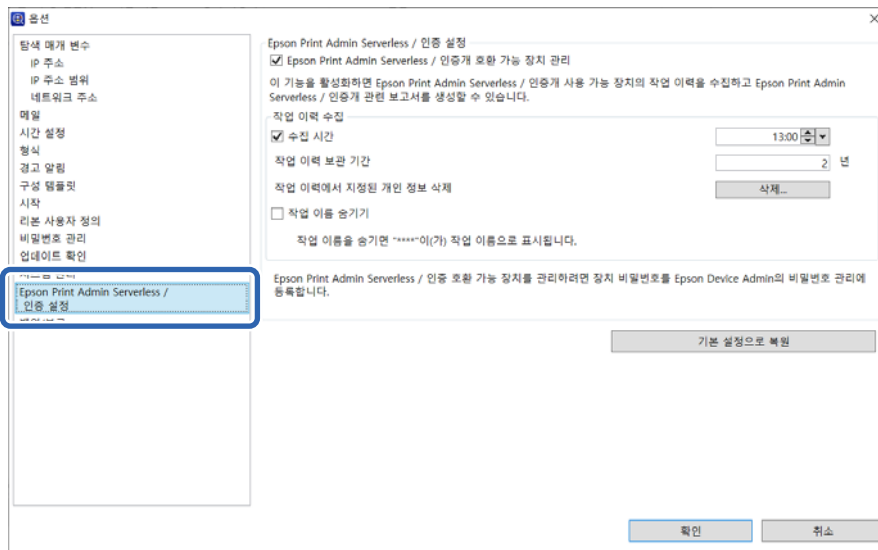 옵션
탐색 매개 변수
IP 주소
IP 주소 범위
네트워크 주소
메일
시간 설정
형식
경고 알림
구성 템플릿
시작
리본 사용자 정의
비밀번호 관리
업데이트 확인
Epson Print Admin Serverless /
인증 설정
Epson Print Admin Serverless / 인증 설정
Epson Print Admin Serverless / 인증개 호환 가능 장치 관리
이 기능을 활성화하면 Epson Print Admin Serverless / 인증개 사용 가능 장치의 작업 이력을 수집하고 Epson Print Admin
Serverless / 인증개 관련 보고서를 생성할 수 있습니다.
작업 이력 수집
수집 시간
13:00
작업 이력 보관 기간
2 년
작업 이력에서 지정된 개인 정보 삭제
삭제...
작업 이름 숨기기
작업 이름을 숨기면 "****"이(가) 작업 이름으로 표시됩니다.
Epson Print Admin Serverless / 인증 호환 가능 장치를 관리하려면 장치 비밀번호를 Epson Device Admin의 비밀번호 관리에
등록합니다.
기본 설정으로 복원
확인
취소